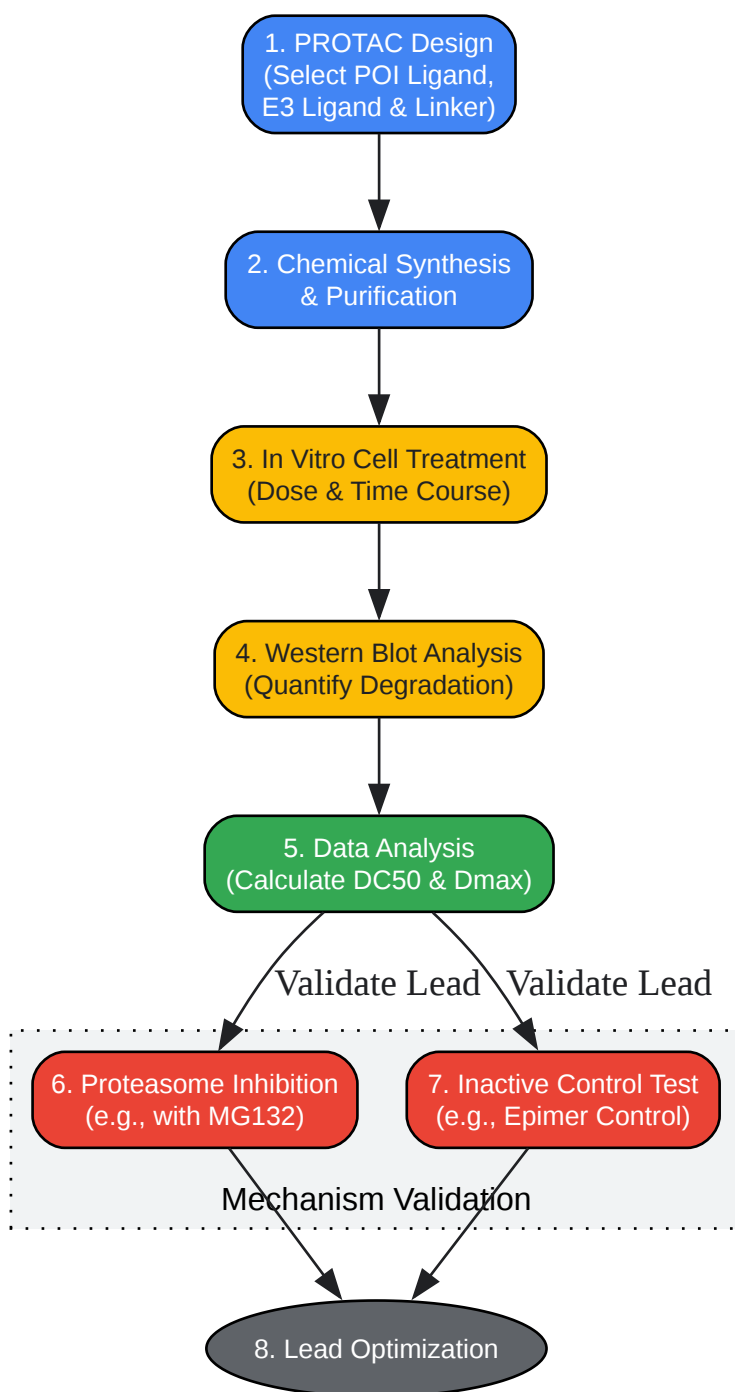 1. PROTAC Design
(Select POI Ligand,
E3 Ligand & Linker)
2. Chemical Synthesis
& Purification
3. In Vitro Cell Treatment
(Dose & Time Course)
4. Western Blot Analysis
(Quantify Degradation)
5. Data Analysis
(Calculate DC50 & Dmax)
Validate Lead
Validate Lead
6. Proteasome Inhibition
(e.g., with MG132)
7. Inactive Control Test
(e.g., Epimer Control)
Mechanism Validation
8. Lead Optimization